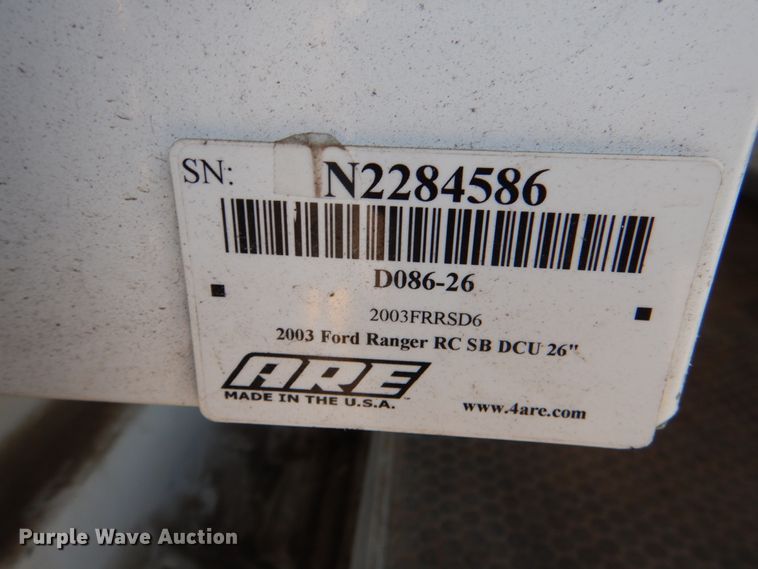 SN: N2284586
D086-26
2003FRRSD6
2003 Ford Ranger RC SB DCU 26"
ARE
MADE IN THE U.S.A.™
www.4are.com
Purple Wave Auction